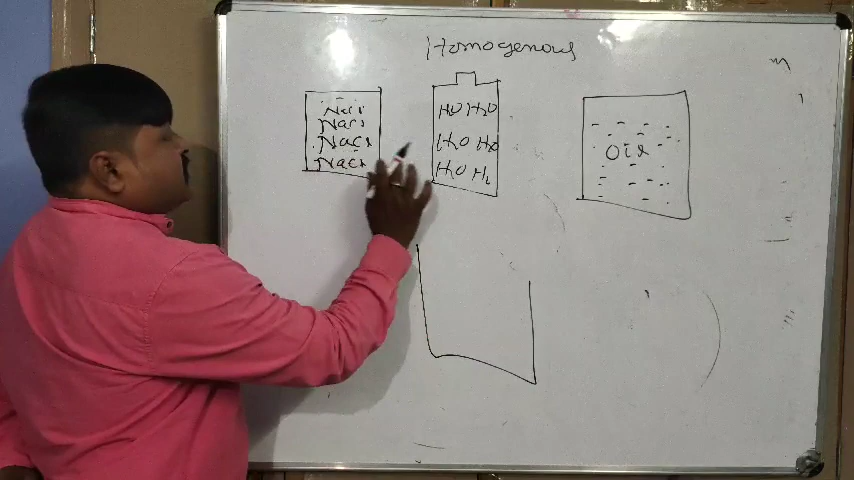 Homogenous
NaCl
NaCl
NaCl
NaCl
H2O H2O
H2O H2O
H2O H2
OIL